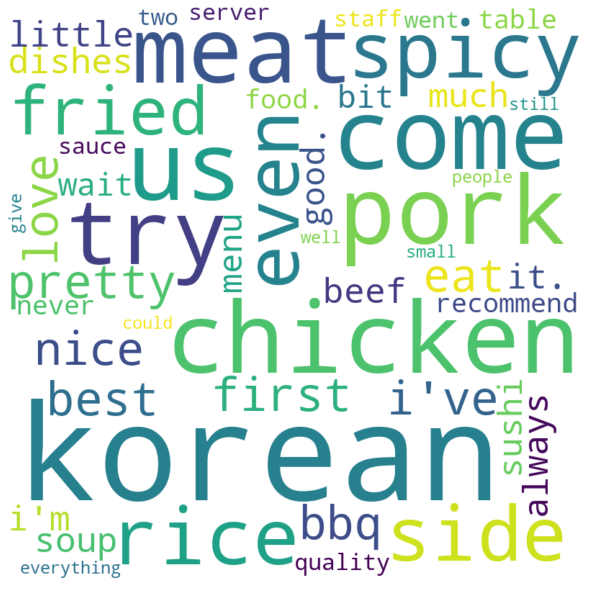 two server staff went table
little meat spicy
dishes
fried food. bit much still
sauce us even good. come
love wait
give try pork people
pretty menu well small
never beef eat it.
could recommend
nice chicken
best first i've sushi
korean always
i'm rice bbq side
soup quality
everything